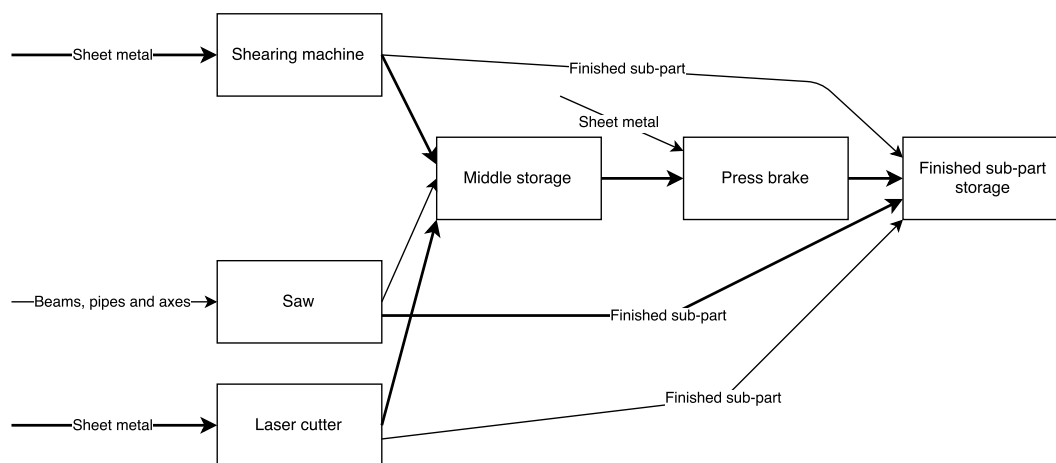 Sheet metal
Shearing machine
Finished sub-part
Sheet metal
Middle storage
Press brake
Finished sub-part
storage
Beams, pipes and axes
Saw
Finished sub-part
Finished sub-part
Sheet metal
Laser cutter